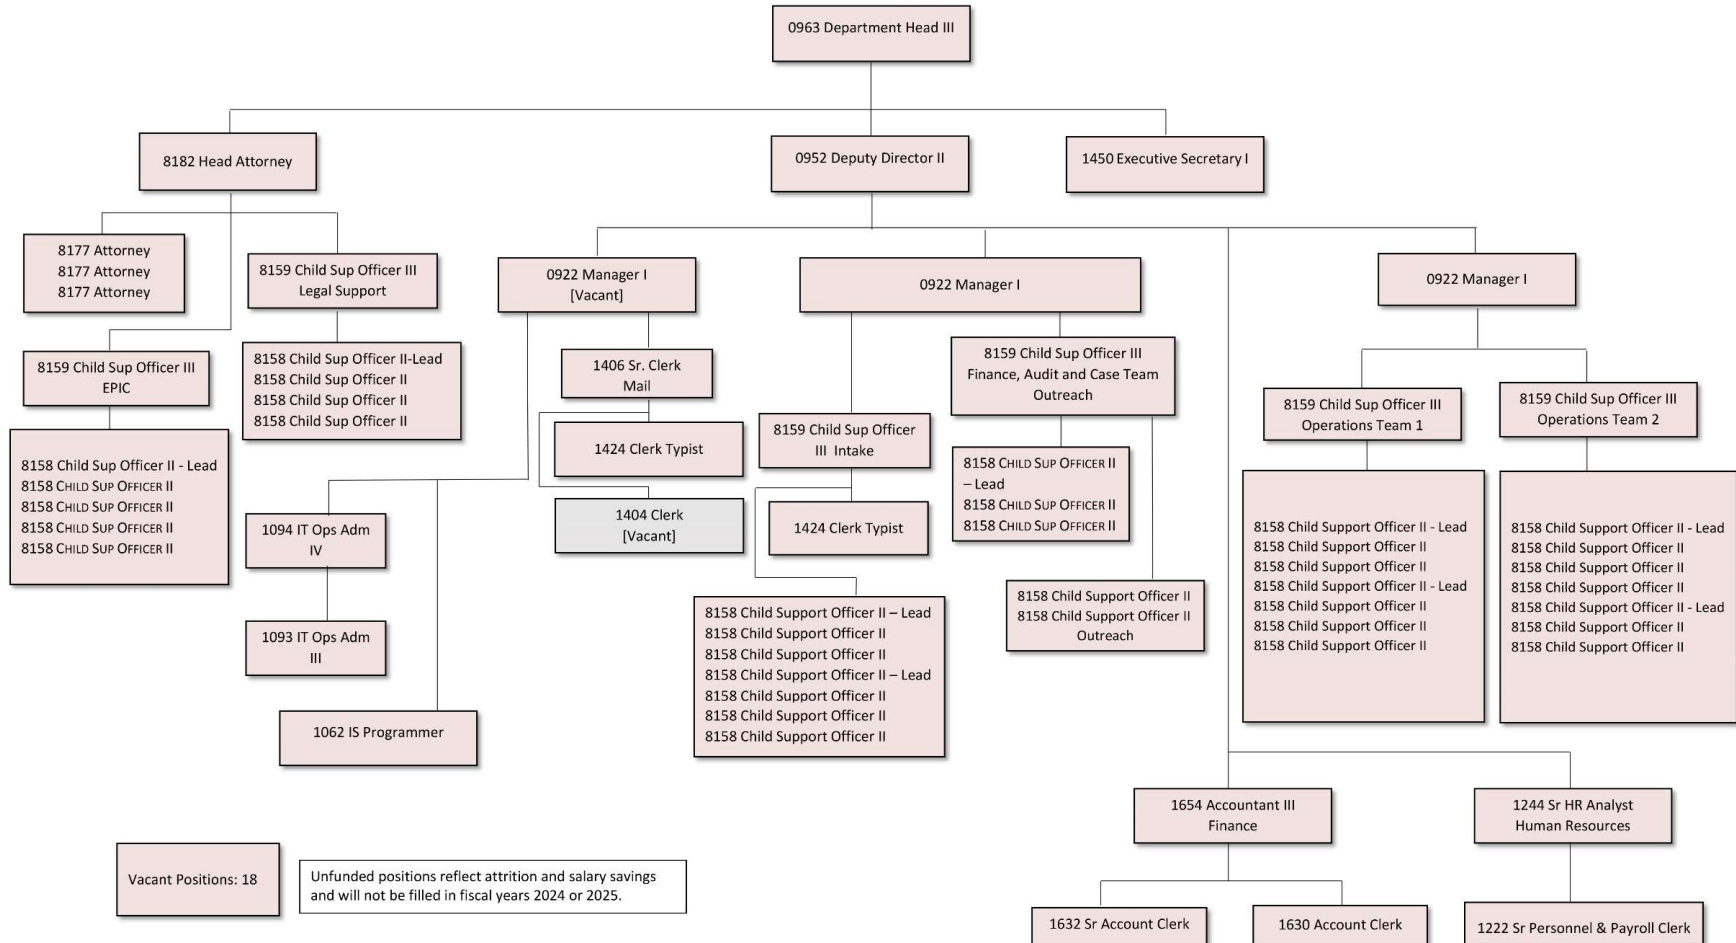 0963 Department Head III
8182 Head Attorney
0952 Deputy Director II
1450 Executive Secretary I
8177 Attorney
8177 Attorney
8177 Attorney
8159 Child Sup Officer III
Legal Support
8159 Child Sup Officer III
EPIC
8158 Child Sup Officer II-Lead
8158 Child Sup Officer II
8158 Child Sup Officer II
8158 Child Sup Officer II
8158 Child Sup Officer II - Lead
8158 CHILD SUP OFFICER II
8158 CHILD SUP OFFICER II
8158 CHILD SUP OFFICER II
8158 CHILD SUP OFFICER II
0922 Manager I
[Vacant]
1406 Sr. Clerk
Mail
1424 Clerk Typist
1404 Clerk
[Vacant]
1094 IT Ops Adm
IV
1093 IT Ops Adm
III
1062 IS Programmer
0922 Manager I
8159 Child Sup Officer III
Finance, Audit and Case Team
Outreach
8159 Child Sup Officer
III Intake
1424 Clerk Typist
8158 CHILD SUP OFFICER II
– Lead
8158 CHILD SUP OFFICER II
8158 CHILD SUP OFFICER II
8158 Child Support Officer II
8158 Child Support Officer II
Outreach
8158 Child Support Officer II – Lead
8158 Child Support Officer II
8158 Child Support Officer II
8158 Child Support Officer II – Lead
8158 Child Support Officer II
8158 Child Support Officer II
8158 Child Support Officer II
0922 Manager I
8159 Child Sup Officer III
Operations Team 1
8159 Child Sup Officer III
Operations Team 2
8158 Child Support Officer II - Lead
8158 Child Support Officer II
8158 Child Support Officer II
8158 Child Support Officer II - Lead
8158 Child Support Officer II
8158 Child Support Officer II
8158 Child Support Officer II
8158 Child Support Officer II - Lead
8158 Child Support Officer II
8158 Child Support Officer II
8158 Child Support Officer II
8158 Child Support Officer II - Lead
8158 Child Support Officer II
8158 Child Support Officer II
1654 Accountant III
Finance
1244 Sr HR Analyst
Human Resources
1632 Sr Account Clerk
1630 Account Clerk
1222 Sr Personnel & Payroll Clerk
Vacant Positions: 18
Unfunded positions reflect attrition and salary savings
and will not be filled in fiscal years 2024 or 2025.